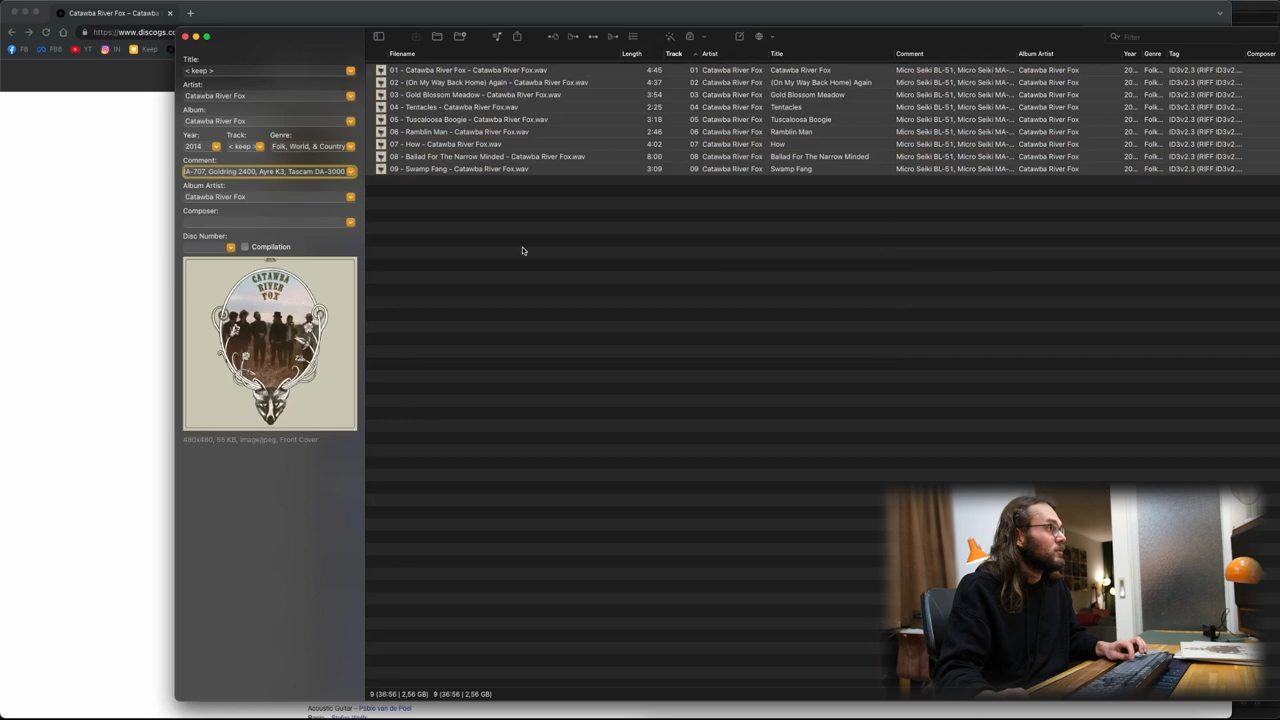 Catawba River Fox – Catawba
https://www.discogs.co
FB FBB YT IN Keep
Filter
Title:
< keep >
Artist:
Catawba River Fox
Album:
Catawba River Fox
Year: Track: Genre:
2014 < keep > Folk, World, & Country
Comment:
IA-707, Goldring 2400, Ayre K3, Tascam DA-3000
Album Artist:
Catawba River Fox
Composer:
Disc Number:
Compilation
CATAWBA
RIVER
FOX
480x480, 55 KB, image/jpeg, Front Cover
Filename Length Track Artist Title Comment Album Artist Year Genre Tag Composer
01 - Catawba River Fox – Catawba River Fox.wav 4:45 01 Catawba River Fox Catawba River Fox Micro Seiki BL-51, Micro Seiki MA-... Catawba River Fox 20... Folk... ID3v2.3 (RIFF ID3v2....
02 - (On My Way Back Home) Again - Catawba River Fox.wav 4:37 02 Catawba River Fox (On My Way Back Home) Again Micro Seiki BL-51, Micro Seiki MA-... Catawba River Fox 20... Folk... ID3v2.3 (RIFF ID3v2....
03 - Gold Blossom Meadow – Catawba River Fox.wav 3:54 03 Catawba River Fox Gold Blossom Meadow Micro Seiki BL-51, Micro Seiki MA-... Catawba River Fox 20... Folk... ID3v2.3 (RIFF ID3v2....
04 – Tentacles – Catawba River Fox.wav 2:25 04 Catawba River Fox Tentacles Micro Seiki BL-51, Micro Seiki MA-... Catawba River Fox 20... Folk... ID3v2.3 (RIFF ID3v2....
05 – Tuscaloosa Boogie – Catawba River Fox.wav 3:18 05 Catawba River Fox Tuscaloosa Boogie Micro Seiki BL-51, Micro Seiki MA-... Catawba River Fox 20... Folk... ID3v2.3 (RIFF ID3v2....
06 - Ramblin Man - Catawba River Fox.wav 2:46 06 Catawba River Fox Ramblin Man Micro Seiki BL-51, Micro Seiki MA-... Catawba River Fox 20... Folk... ID3v2.3 (RIFF ID3v2....
07 - How - Catawba River Fox.wav 4:02 07 Catawba River Fox How Micro Seiki BL-51, Micro Seiki MA-... Catawba River Fox 20... Folk... ID3v2.3 (RIFF ID3v2....
08 - Ballad For The Narrow Minded - Catawba River Fox.wav 8:00 08 Catawba River Fox Ballad For The Narrow Minded Micro Seiki BL-51, Micro Seiki MA-... Catawba River Fox 20... Folk... ID3v2.3 (RIFF ID3v2....
09 – Swamp Fang – Catawba River Fox.wav 3:09 09 Catawba River Fox Swamp Fang Micro Seiki BL-51, Micro Seiki MA-... Catawba River Fox 20... Folk... ID3v2.3 (RIFF ID3v2....
9 (36:56 | 2,56 GB) 9 (36:56 | 2,56 GB)
Acoustic Guitar – Pablo van de Poel